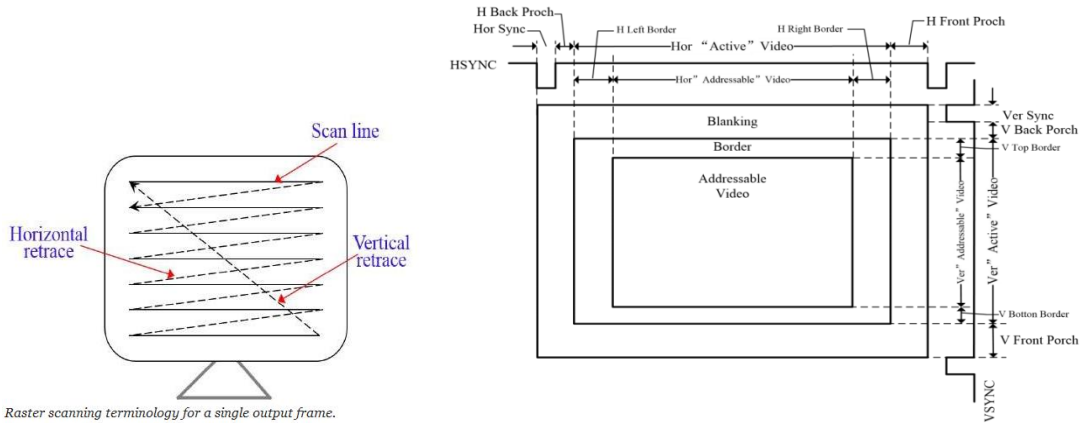 Scan line
Horizontal
retrace
Vertical
retrace
Raster scanning terminology for a single output frame.
H Back Proch
Hor Sync
H Left Border
H Right Border
H Front Proch
Hor “Active” Video
HSYNC
Hor” Addressable” Video
Blanking
Border
Addressable
Video
Ver Sync
V Back Porch
V Top Border
Ver” Addressable” Video
Ver” Active” Video
V Botton Border
V Front Porch
VSYNC